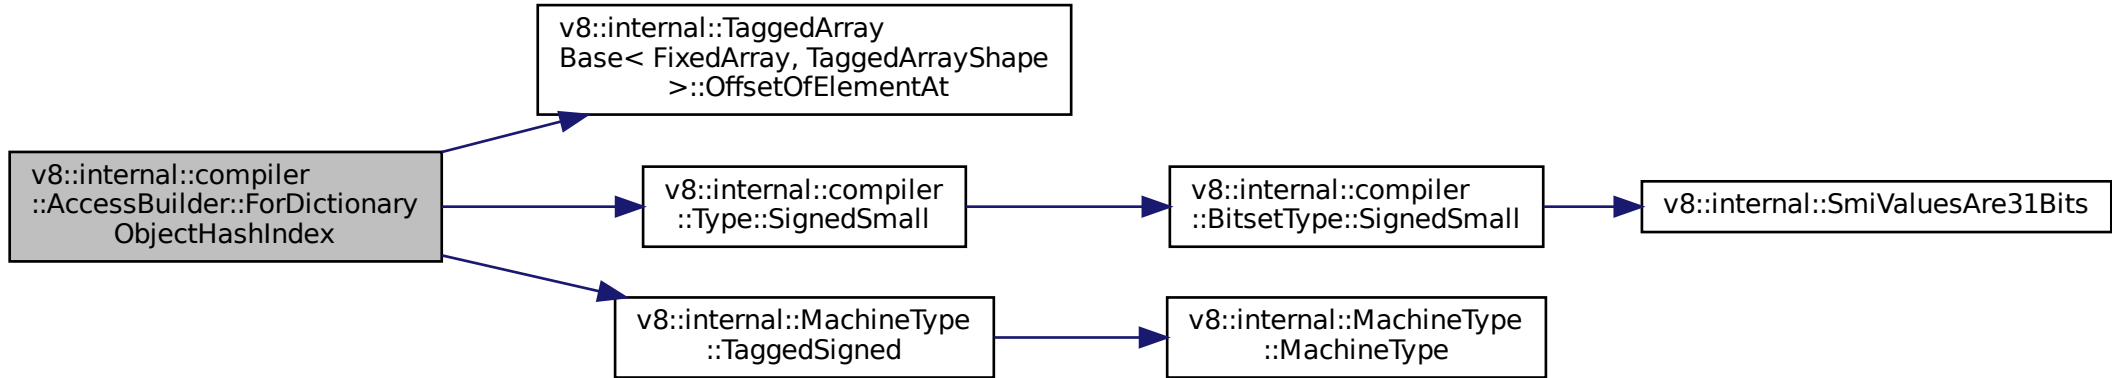 v8::internal::TaggedArray
Base< FixedArray, TaggedArrayShape
>::OffsetOfElementAt
v8::internal::compiler
::AccessBuilder::ForDictionary
ObjectHashIndex
v8::internal::compiler
::Type::SignedSmall
v8::internal::compiler
::BitsetType::SignedSmall
v8::internal::SmiValuesAre31Bits
v8::internal::MachineType
::TaggedSigned
v8::internal::MachineType
::MachineType